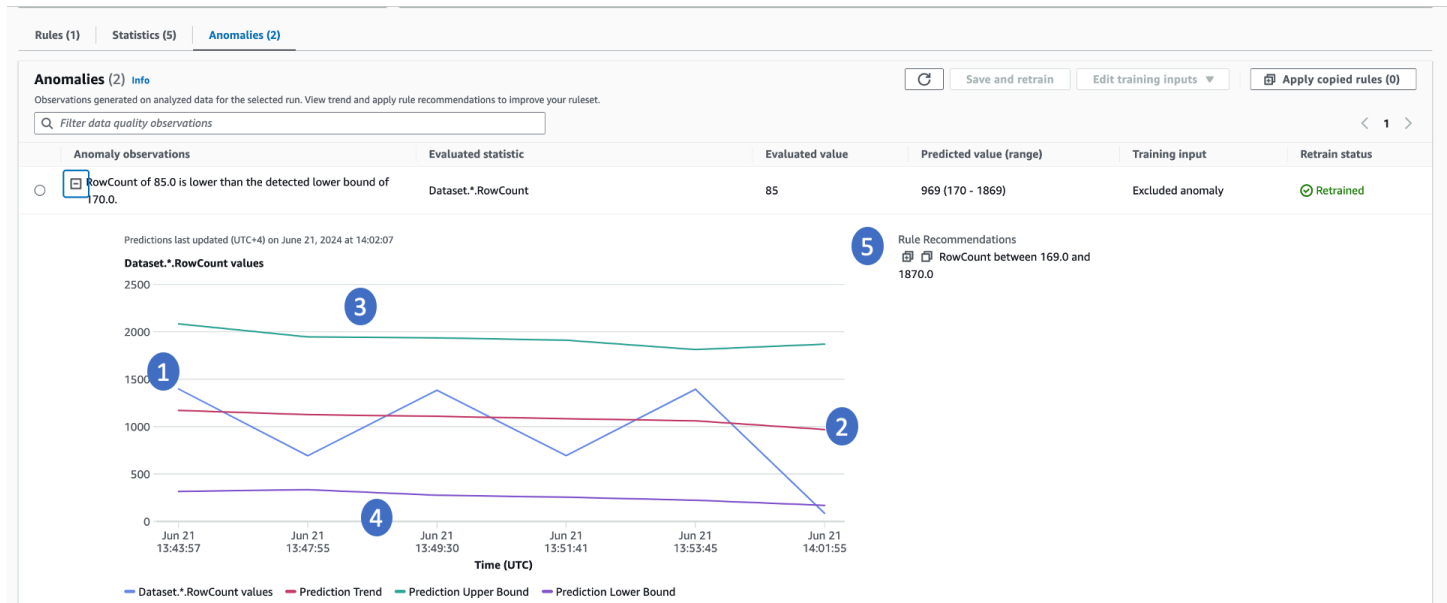 Rules (1) Statistics (5) Anomalies (2)
Anomalies (2) Info
Save and retrain Edit training inputs Apply copied rules (0)
Observations generated on analyzed data for the selected run. View trend and apply rule recommendations to improve your ruleset.
Filter data quality observations
1
Anomaly observations Evaluated statistic Evaluated value Predicted value (range) Training input Retrain status
RowCount of 85.0 is lower than the detected lower bound of
170.0.
Dataset.*.RowCount 85 969 (170 - 1869) Excluded anomaly Retrained
Predictions last updated (UTC+4) on June 21, 2024 at 14:02:07
Dataset.*.RowCount values
5
Rule Recommendations
RowCount between 169.0 and
1870.0
2500
3
2000
1
1500
1000
2
500
4
0
Jun 21 Jun 21 Jun 21 Jun 21 Jun 21 Jun 21
13:43:57 13:47:55 13:49:30 13:51:41 13:53:45 14:01:55
Time (UTC)
Dataset.*.RowCount values Prediction Trend Prediction Upper Bound Prediction Lower Bound